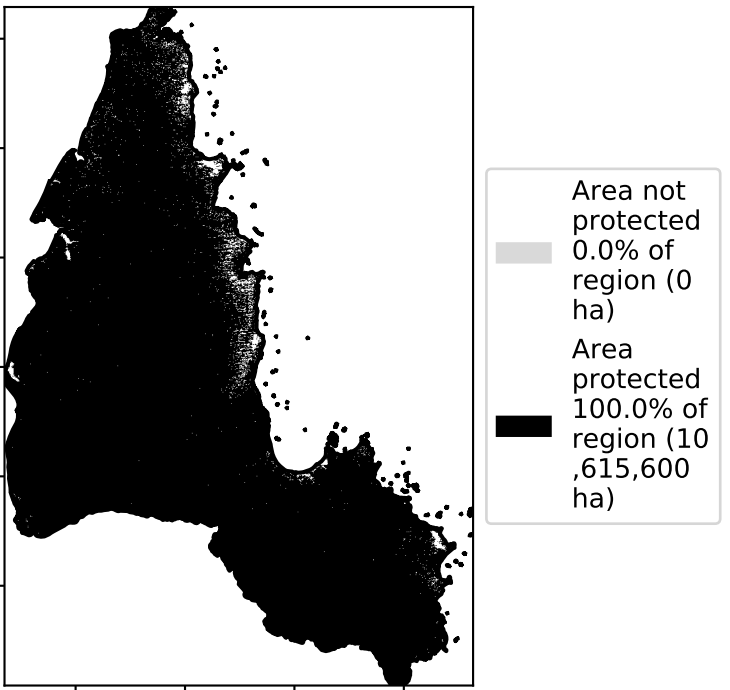 Area not
protected
0.0% of
region (0
ha)
Area
protected
100.0% of
region (10
,615,600
ha)